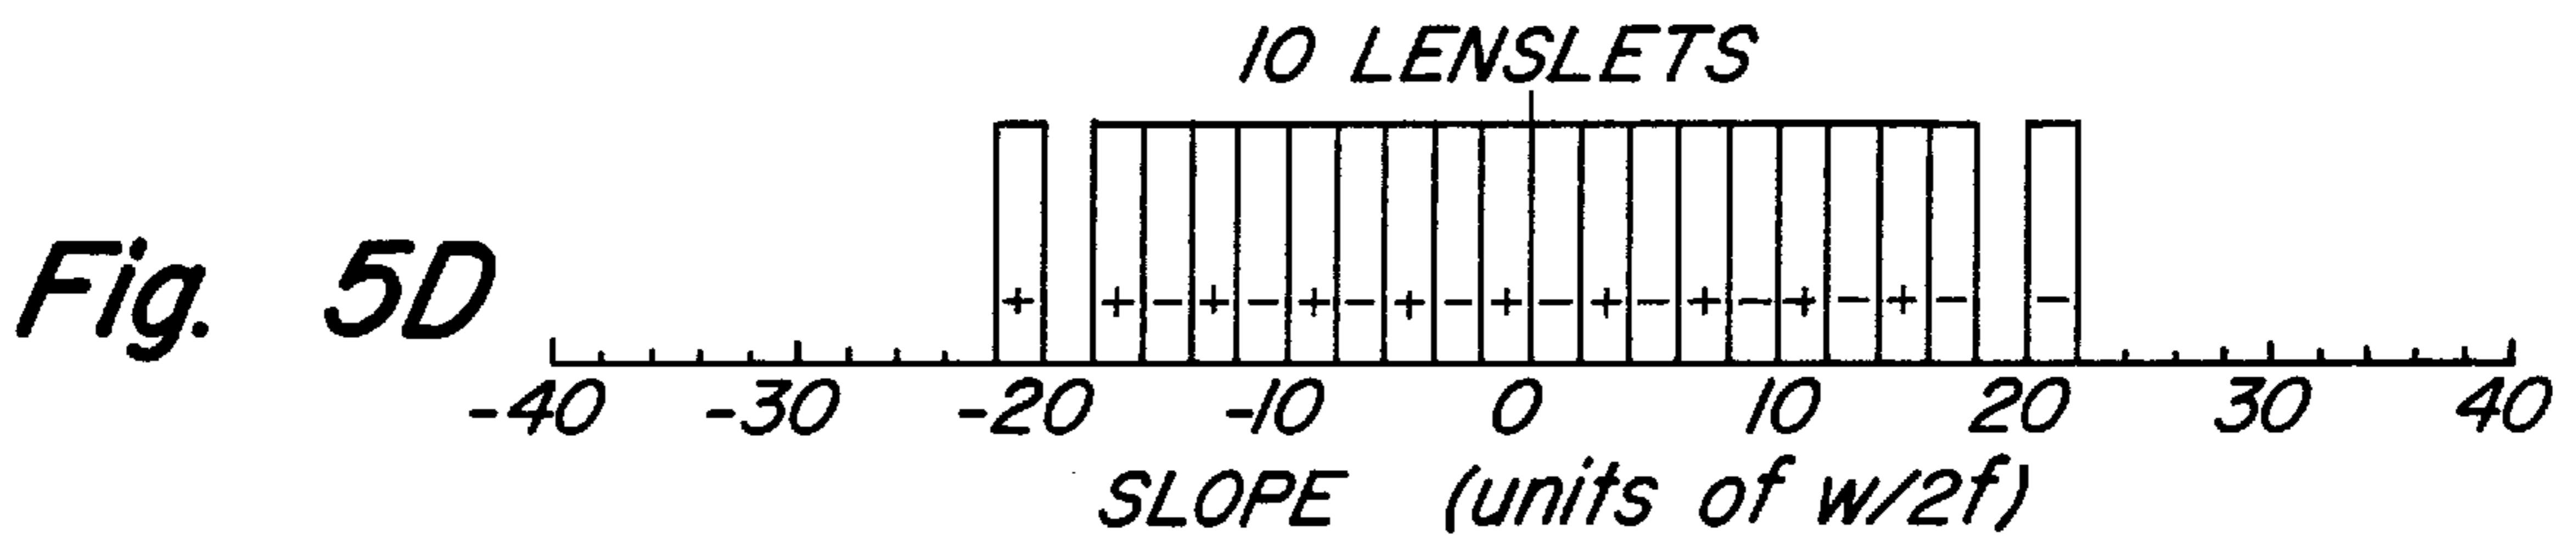 10 LENSLETS
+ + - + - + - + - + - + - + - + - + - -
Fig. 5D
-40 -30 -20 -10 0 10 20 30 40
SLOPE (units of w/2f)